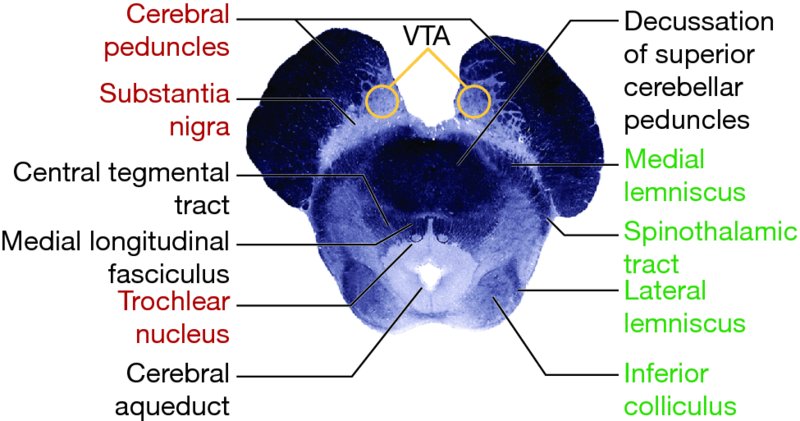 Cerebral
peduncles
Substantia
nigra
Central tegmental
tract
Medial longitudinal
fasciculus
Trochlear
nucleus
Cerebral
aqueduct
VTA
Decussation
of superior
cerebellar
peduncles
Medial
lemniscus
Spinothalamic
tract
Lateral
lemniscus
Inferior
colliculus